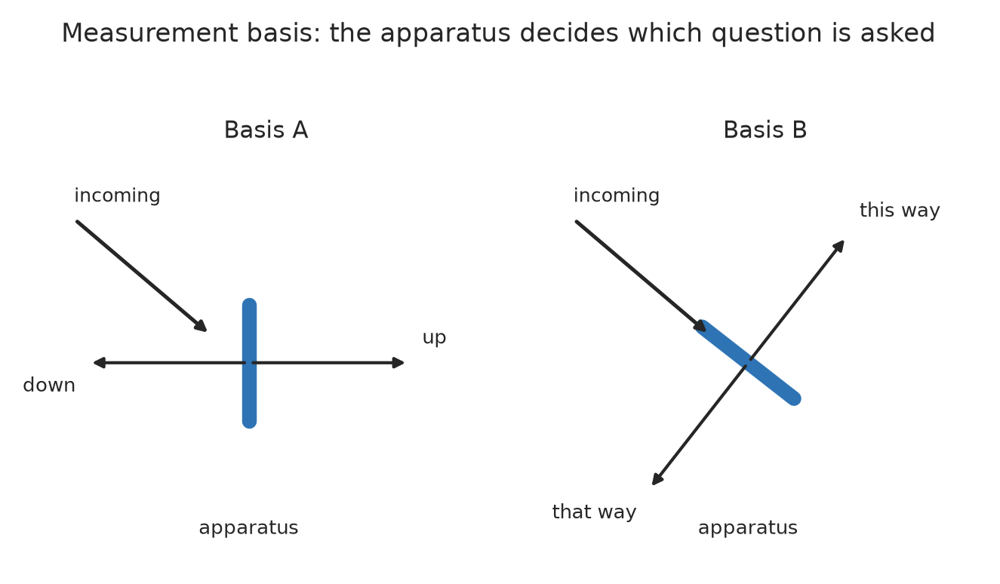 Measurement basis: the apparatus decides which question is asked
Basis A
incoming
up
down
apparatus
Basis B
incoming
this way
that way
apparatus